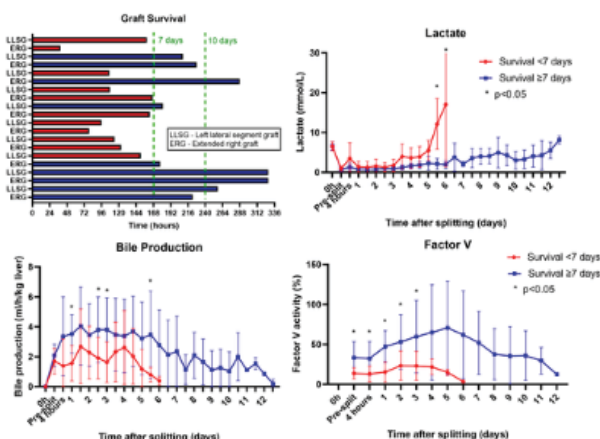 Graft Survival
LLSG
ERG
LLSG
ERG
LLSG
ERG
LLSG
ERG
LLSG
ERG
LLSG
ERG
LLSG
ERG
LLSG
ERG
LLSG
ERG
LLSG
ERG
7 days
10 days
LLSG - Left lateral segment graft
ERG - Extended right graft
0 24 48 72 96 120 144 168 192 216 240 264 288 312 336
Time (hours)
Lactate
Lactate (mmol/L)
30
20
10
0
Survival <7 days
Survival ≥7 days
* p<0.05
* *
0h Pre-split 4 hours 1 2 3 4 5 6 7 8 9 10 11 12
Time after splitting (days)
Bile Production
Bile production (ml/h/kg liver)
8
6
4
2
0
* * * *
0h Pre-split 4 hours 1 2 3 4 5 6 7 8 9 10 11 12
Time after splitting (days)
Factor V
Factor V activity (%)
150
100
50
0
Survival <7 days
Survival ≥7 days
* p<0.05
* * * * *
0h Pre-split 4 hours 1 2 3 4 5 6 7 8 9 10 11 12
Time after splitting (days)